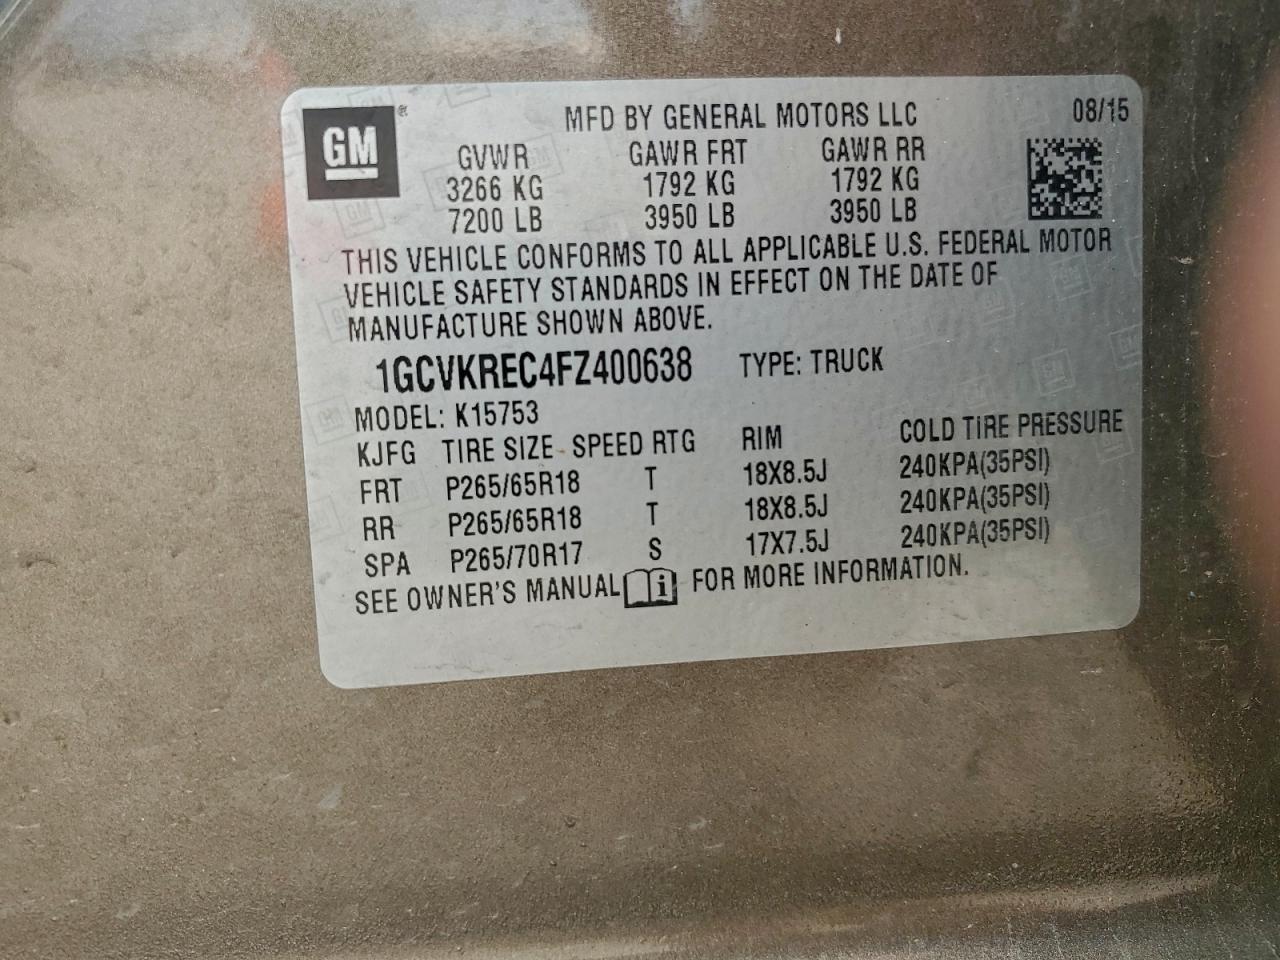 GM ® MFD BY GENERAL MOTORS LLC 08/15
GVWR GAWR FRT GAWR RR
3266 KG 1792 KG 1792 KG
7200 LB 3950 LB 3950 LB
THIS VEHICLE CONFORMS TO ALL APPLICABLE U.S. FEDERAL MOTOR
VEHICLE SAFETY STANDARDS IN EFFECT ON THE DATE OF
MANUFACTURE SHOWN ABOVE.
1GCVKREC4FZ400638 TYPE: TRUCK
MODEL: K15753
KJFG TIRE SIZE SPEED RTG RIM COLD TIRE PRESSURE
FRT P265/65R18 T 18X8.5J 240KPA(35PSI)
RR P265/65R18 T 18X8.5J 240KPA(35PSI)
SPA P265/70R17 S 17X7.5J 240KPA(35PSI)
SEE OWNER'S MANUAL i FOR MORE INFORMATION.